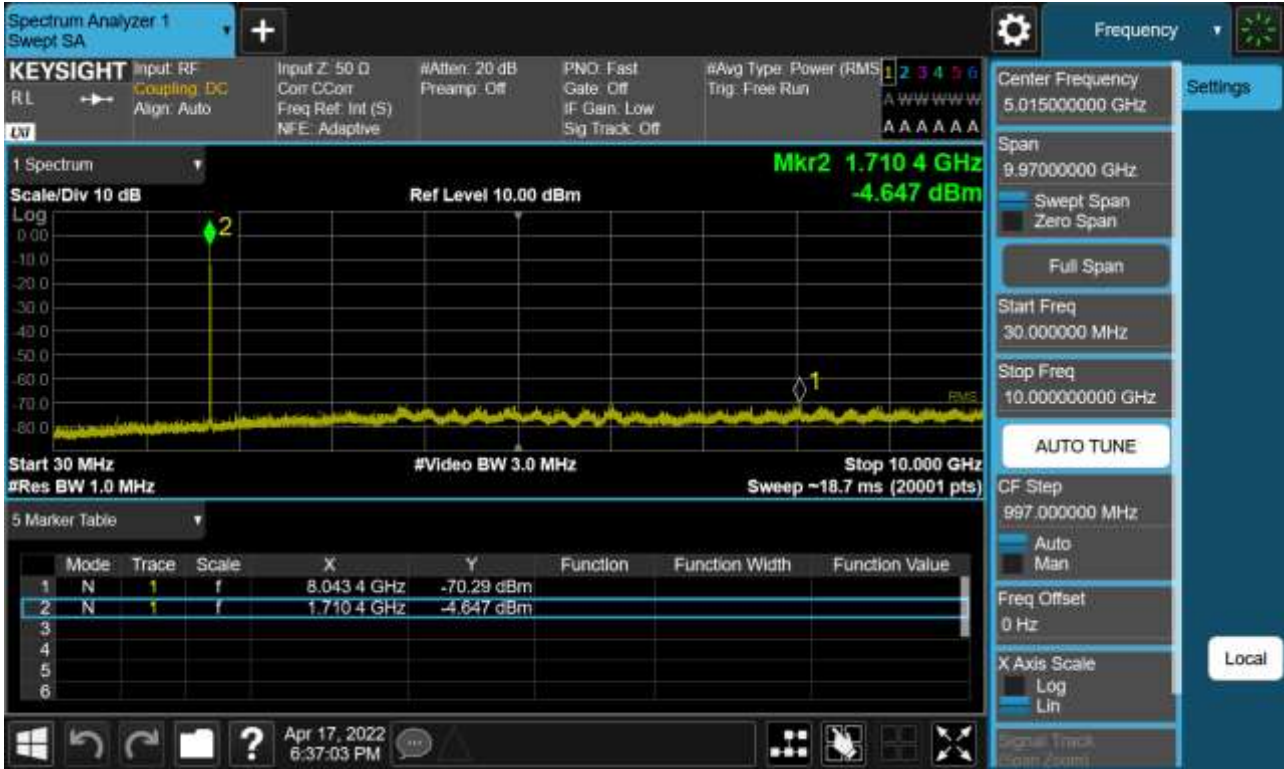 Spectrum Analyzer 1
Swept SA
+
Frequency
KEYSIGHT
RL
LXI
Input: RF
Coupling: DC
Align: Auto
Input Z: 50 Ω
Corr CCorr
Freq Ref: Int (S)
NFE: Adaptive
#Atten: 20 dB
Preamp: Off
PNO: Fast
Gate: Off
IF Gain: Low
Sig Track: Off
#Avg Type: Power (RMS
Trig: Free Run
1 2 3 4 5 6
A W W W W W
A A A A A A
1 Spectrum
Mkr2 1.710 4 GHz
Scale/Div 10 dB
Ref Level 10.00 dBm
-4.647 dBm
Log
0.00
-10.0
-20.0
-30.0
-40.0
-50.0
-60.0
-70.0
-80.0
2
1
RMS
Start 30 MHz
#Video BW 3.0 MHz
Stop 10.000 GHz
#Res BW 1.0 MHz
Sweep ~18.7 ms (20001 pts)
5 Marker Table
Mode Trace Scale X Y Function Function Width Function Value
1 N 1 f 8.043 4 GHz -70.29 dBm
2 N 1 f 1.710 4 GHz -4.647 dBm
3
4
5
6
?
Apr 17, 2022
6:37:03 PM
Center Frequency
5.015000000 GHz
Span
9.97000000 GHz
Swept Span
Zero Span
Full Span
Start Freq
30.000000 MHz
Stop Freq
10.000000000 GHz
AUTO TUNE
CF Step
997.000000 MHz
Auto
Man
Freq Offset
0 Hz
X Axis Scale
Log
Lin
Signal Track
(Span Zoom)
Settings
Local